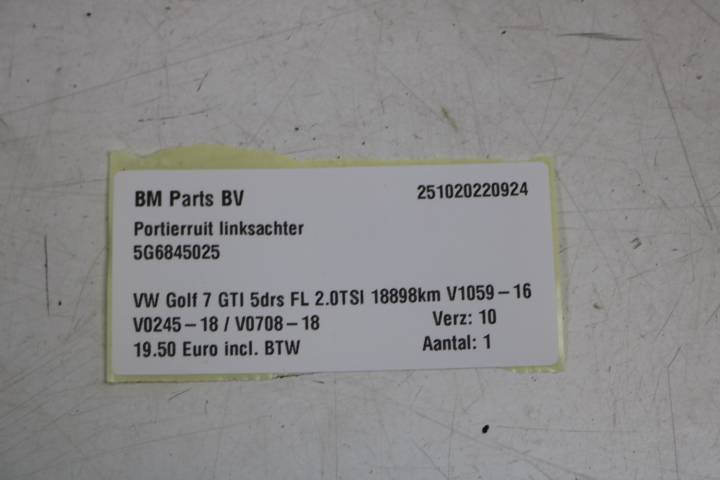 BM Parts BV 251020220924
Portierruit linksachter
5G6845025
VW Golf 7 GTI 5drs FL 2.0TSI 18898km V1059-16
V0245-18 / V0708-18 Verz: 10
19.50 Euro incl. BTW Aantal: 1